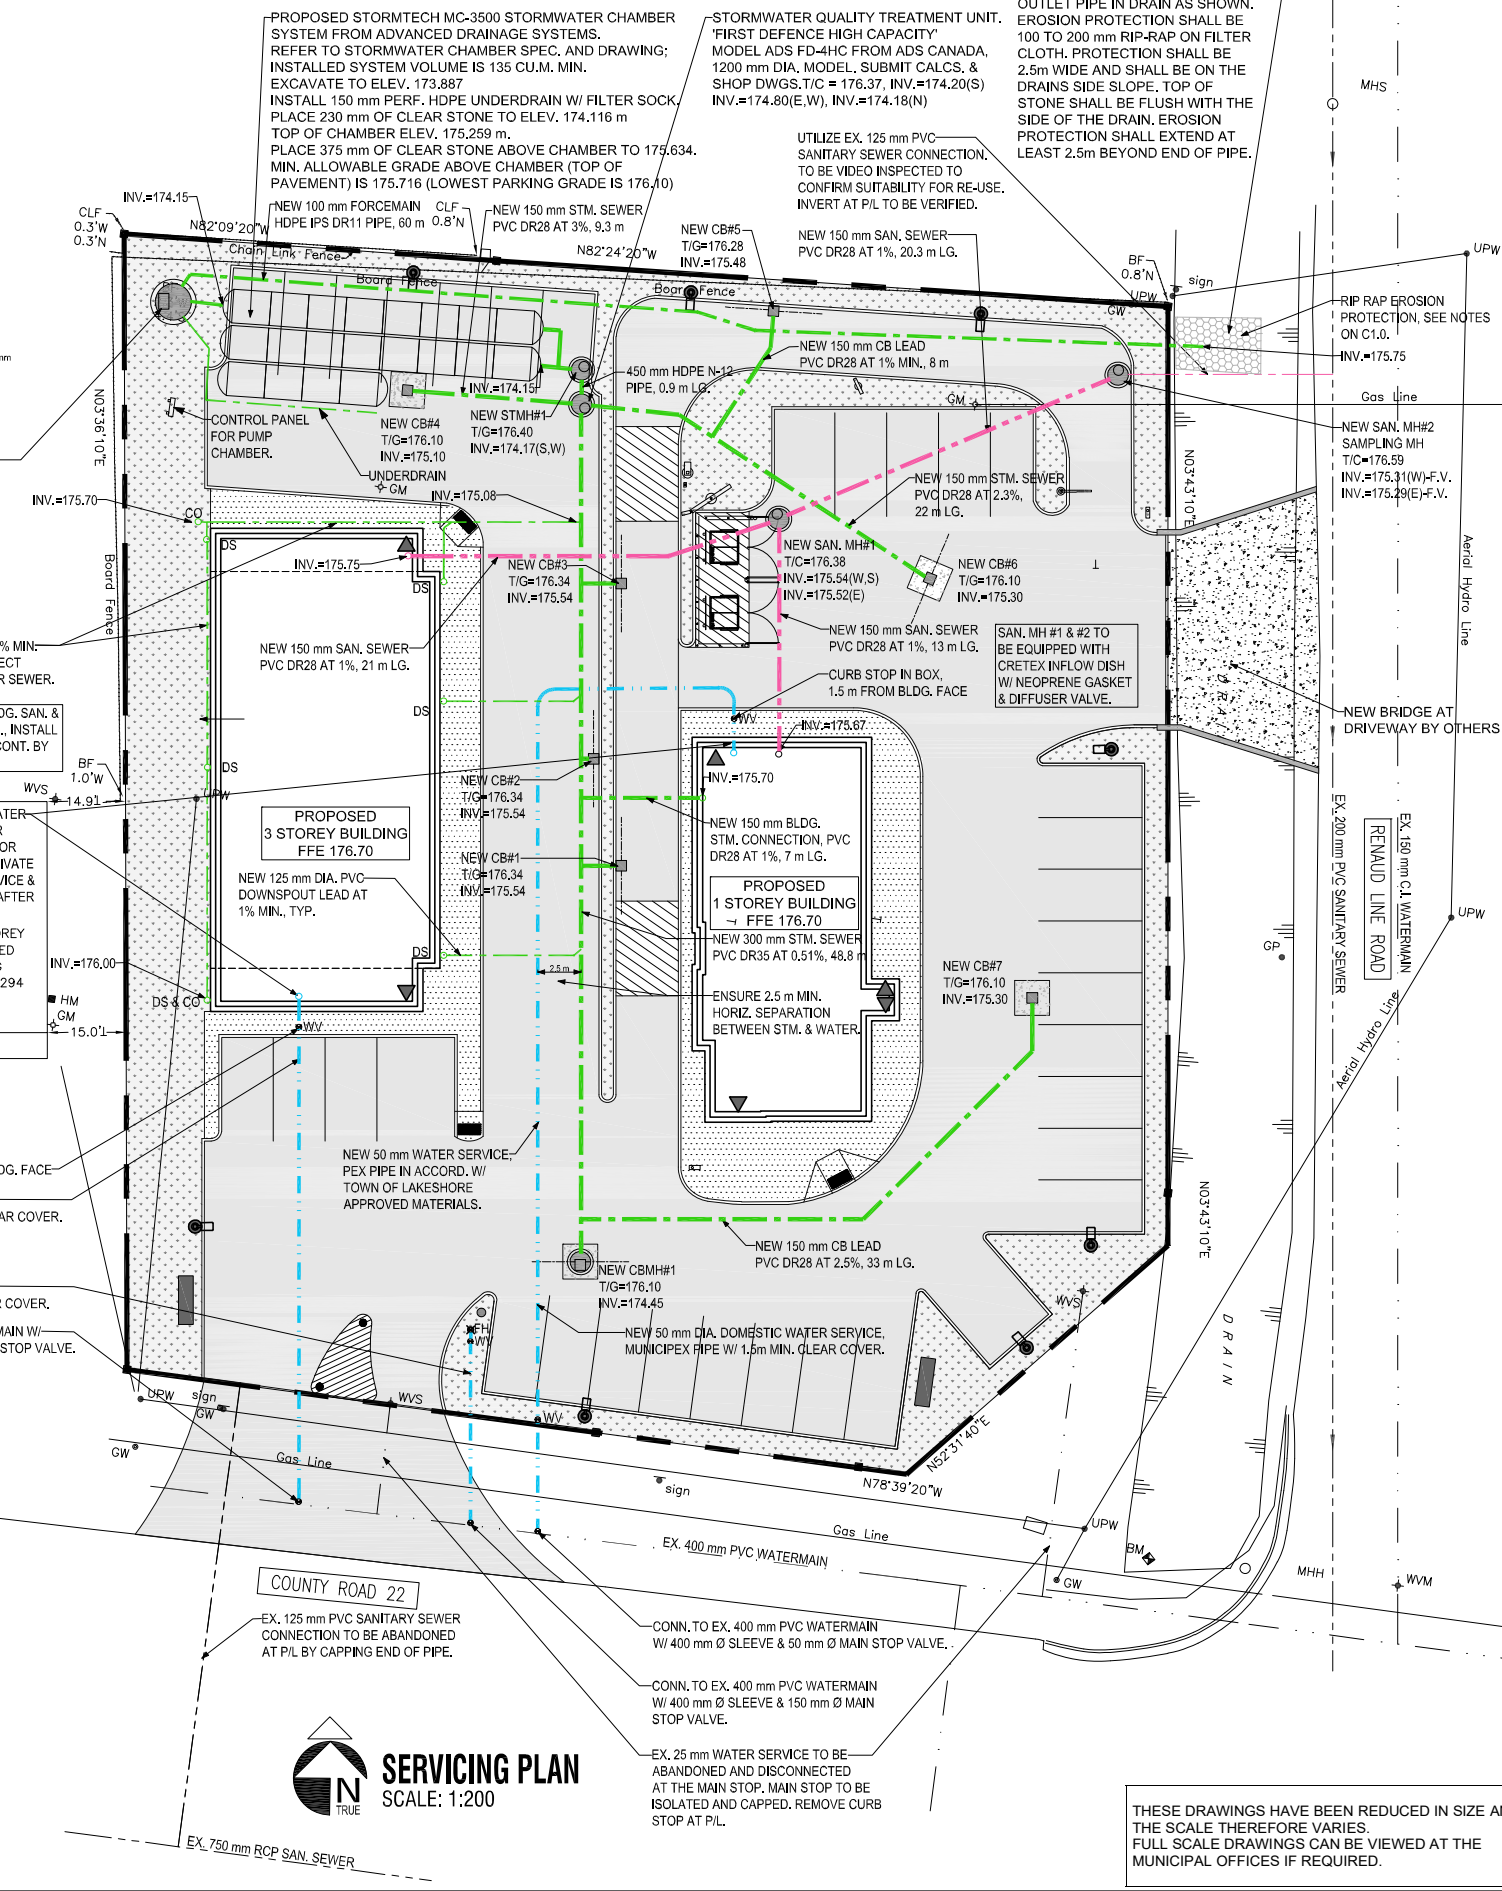 PROPOSED STORMTECH MC-3500 STORMWATER CHAMBER
SYSTEM FROM ADVANCED DRAINAGE SYSTEMS.
REFER TO STORMWATER CHAMBER SPEC. AND DRAWING;
INSTALLED SYSTEM VOLUME IS 135 CU.M. MIN.
EXCAVATE TO ELEV. 173.887
INSTALL 150 mm PERF. HDPE UNDERDRAIN W/ FILTER SOCK.
PLACE 230 mm OF CLEAR STONE TO ELEV. 174.116 m
TOP OF CHAMBER ELEV. 175.259 m.
PLACE 375 mm OF CLEAR STONE ABOVE CHAMBER TO 175.634.
MIN. ALLOWABLE GRADE ABOVE CHAMBER (TOP OF
PAVEMENT) IS 175.716 (LOWEST PARKING GRADE IS 176.10)
STORMWATER QUALITY TREATMENT UNIT.
'FIRST DEFENCE HIGH CAPACITY'
MODEL ADS FD-4HC FROM ADS CANADA,
1200 mm DIA. MODEL. SUBMIT CALCS. &
SHOP DWGS.T/C = 176.37, INV.=174.20(S)
INV.=174.80(E,W), INV.=174.18(N)
OUTLET PIPE IN DRAIN AS SHOWN.
EROSION PROTECTION SHALL BE
100 TO 200 mm RIP-RAP ON FILTER
CLOTH. PROTECTION SHALL BE
2.5m WIDE AND SHALL BE ON THE
DRAINS SIDE SLOPE. TOP OF
STONE SHALL BE FLUSH WITH THE
SIDE OF THE DRAIN. EROSION
PROTECTION SHALL EXTEND AT
LEAST 2.5m BEYOND END OF PIPE.
MHS
UTILIZE EX. 125 mm PVC
SANITARY SEWER CONNECTION.
TO BE VIDEO INSPECTED TO
CONFIRM SUITABILITY FOR RE-USE.
INVERT AT P/L TO BE VERIFIED.
INV.=174.15
CLF
0.3'W
0.3'N
N82°09'20"W
Chain Link Fence
NEW 100 mm FORCEMAIN
HDPE IPS DR11 PIPE, 60 m
CLF
0.8'N
NEW 150 mm STM. SEWER
PVC DR28 AT 3%, 9.3 m
N82°24'20"W
NEW CB#5
T/G=176.28
INV.=175.48
NEW 150 mm SAN. SEWER
PVC DR28 AT 1%, 20.3 m LG.
BF
0.8'N
sign
UPW
GW
UPW
Board Fence
Board Fence
RIP RAP EROSION
PROTECTION, SEE NOTES
ON C1.0.
INV.=175.75
mm
N03°36'10"E
NEW 150 mm CB LEAD
PVC DR28 AT 1% MIN., 8 m
450 mm HDPE N-12
PIPE, 0.9 m LG.
INV.=174.15
GM
Gas Line
CONTROL PANEL
FOR PUMP
CHAMBER.
NEW CB#4
T/G=176.10
INV.=175.10
NEW STMH#1
T/G=176.40
INV.=174.17(S,W)
NEW SAN. MH#2
SAMPLING MH
T/C=176.59
INV.=175.31(W)-F.V.
INV.=175.29(E)-F.V.
UNDERDRAIN
GM
INV.=175.70
CO
INV.=175.08
NEW 150 mm STM. SEWER
PVC DR28 AT 2.3%,
22 m LG.
N03°43'10"E
DS
INV.=175.75
DS
NEW CB#3
T/G=176.34
INV.=175.54
NEW SAN. MH#1
T/C=176.38
INV.=175.54(W,S)
INV.=175.52(E)
NEW CB#6
T/G=176.10
INV.=175.30
Aerial Hydro Line
Board Fence
% MIN.
ECT
R SEWER.
NEW 150 mm SAN. SEWER
PVC DR28 AT 1%, 21 m LG.
NEW 150 mm SAN. SEWER
PVC DR28 AT 1%, 13 m LG.
SAN. MH #1 & #2 TO
BE EQUIPPED WITH
CRETEX INFLOW DISH
W/ NEOPRENE GASKET
& DIFFUSER VALVE.
CURB STOP IN BOX,
1.5 m FROM BLDG. FACE
DG. SAN. &
., INSTALL
CONT. BY
DS
WV
INV.=175.67
NEW BRIDGE AT
DRIVEWAY BY OTHERS
BF
1.0'W
DS
WVS
14.9'
UPW
NEW CB#2
T/G=176.34
INV.=175.54
INV.=175.70
ATER
R
OR
IVATE
VICE &
AFTER
REY
ED
S
294
PROPOSED
3 STOREY BUILDING
FFE 176.70
NEW 150 mm BLDG.
STM. CONNECTION, PVC
DR28 AT 1%, 7 m LG.
EX. 200 mm PVC SANITARY SEWER
RENAUD LINE ROAD
EX. 150 mm C.I. WATERMAIN
NEW CB#1
T/G=176.34
INV.=175.54
NEW 125 mm DIA. PVC
DOWNSPOUT LEAD AT
1% MIN., TYP.
PROPOSED
1 STOREY BUILDING
FFE 176.70
UPW
NEW 300 mm STM. SEWER
PVC DR35 AT 0.51%, 48.8 m
DS
GP
INV.=176.00
2.5 m
NEW CB#7
T/G=176.10
INV.=175.30
DS & CO
HM
GM
15.0'
ENSURE 2.5 m MIN.
HORIZ. SEPARATION
BETWEEN STM. & WATER.
WV
Aerial Hydro Line
NEW 50 mm WATER SERVICE,
PEX PIPE IN ACCORD. W/
TOWN OF LAKESHORE
APPROVED MATERIALS.
DG. FACE
N03°43'10"E
AR COVER.
NEW 150 mm CB LEAD
PVC DR28 AT 2.5%, 33 m LG.
NEW CBMH#1
T/G=176.10
INV.=174.45
WVS
R COVER.
MAIN W/
STOP VALVE.
FH
WV
NEW 50 mm DIA. DOMESTIC WATER SERVICE,
MUNICIPEX PIPE W/ 1.5m MIN. CLEAR COVER.
DRAIN
UPW
sign
GW
WVS
WV
GW
Gas Line
N52°31'40"E
N78°39'20"W
sign
Gas Line
UPW
EX. 400 mm PVC WATERMAIN
BM
GW
MHH
WVM
COUNTY ROAD 22
EX. 125 mm PVC SANITARY SEWER
CONNECTION TO BE ABANDONED
AT P/L BY CAPPING END OF PIPE.
CONN. TO EX. 400 mm PVC WATERMAIN
W/ 400 mm Ø SLEEVE & 50 mm Ø MAIN STOP VALVE.
CONN. TO EX. 400 mm PVC WATERMAIN
W/ 400 mm Ø SLEEVE & 150 mm Ø MAIN
STOP VALVE.
EX. 25 mm WATER SERVICE TO BE
ABANDONED AND DISCONNECTED
AT THE MAIN STOP. MAIN STOP TO BE
ISOLATED AND CAPPED. REMOVE CURB
STOP AT P/L.
N
TRUE
SERVICING PLAN
SCALE: 1:200
EX. 750 mm RCP SAN. SEWER
THESE DRAWINGS HAVE BEEN REDUCED IN SIZE A
THE SCALE THEREFORE VARIES.
FULL SCALE DRAWINGS CAN BE VIEWED AT THE
MUNICIPAL OFFICES IF REQUIRED.